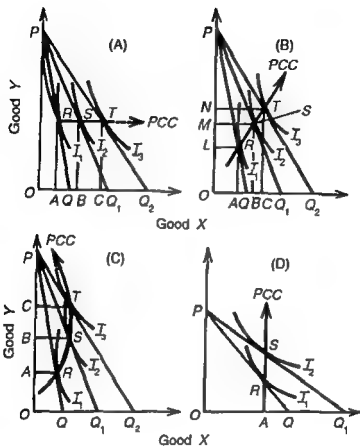 (A)
P
Good Y
R S T
PCC
I1 I2 I3
O A Q B C Q1 Q2
(B)
P
Good Y
PCC
N T S
M
L R
I1 I2 I3
O A Q B C Q1 Q2
Good X
(C)
PCC
P
Good Y
C T
B S
A R
I1 I2 I3
O Q Q1 Q2
(D)
PCC
P
S
R
I2
I1
O A Q Q1
Good X